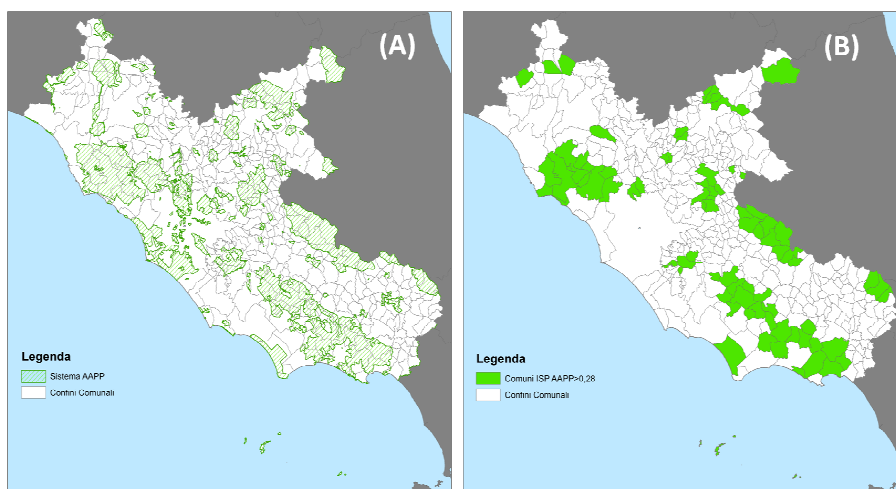 (A)
Legenda
Sistema AAPP
Confini Comunali
(B)
Legenda
Comuni ISP AAPP>0,28
Confini Comunali